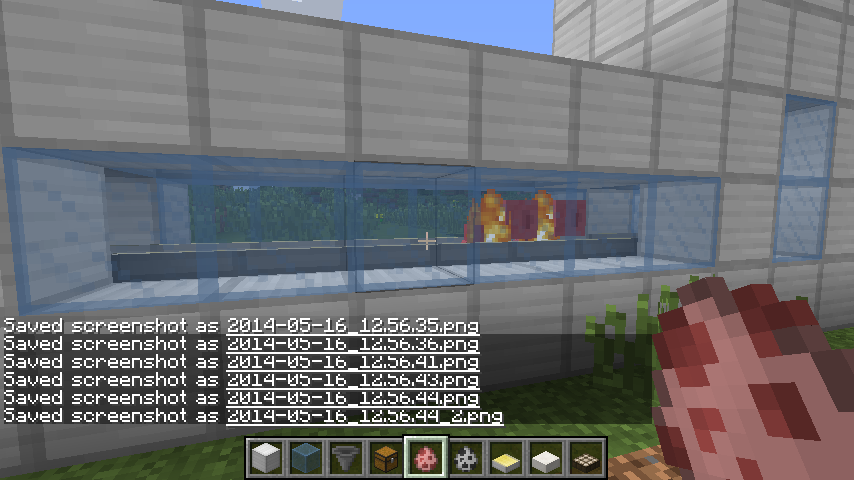 Saved screenshot as 2014-05-16_12.56.35.png
Saved screenshot as 2014-05-16_12.56.36.png
Saved screenshot as 2014-05-16_12.56.41.png
Saved screenshot as 2014-05-16_12.56.43.png
Saved screenshot as 2014-05-16_12.56.44.png
Saved screenshot as 2014-05-16_12.56.44_2.png